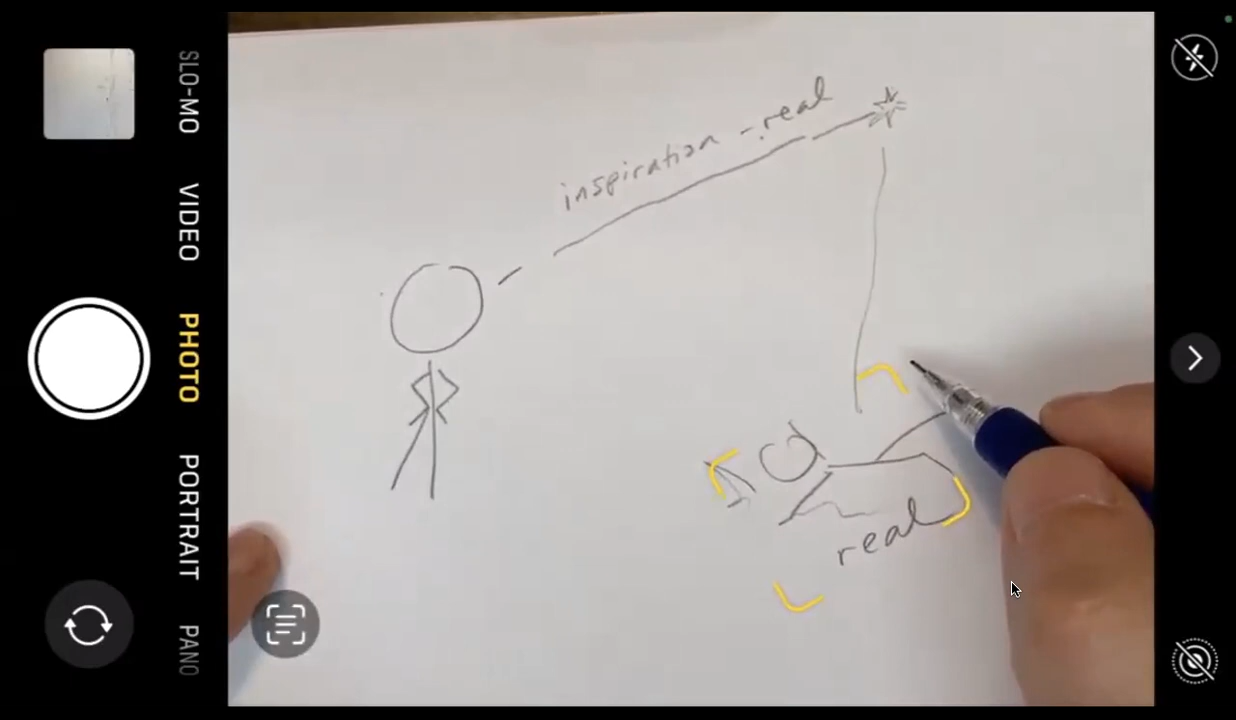 SLO-MO
VIDEO
PHOTO
PORTRAIT
PANO
inspiration - real
real